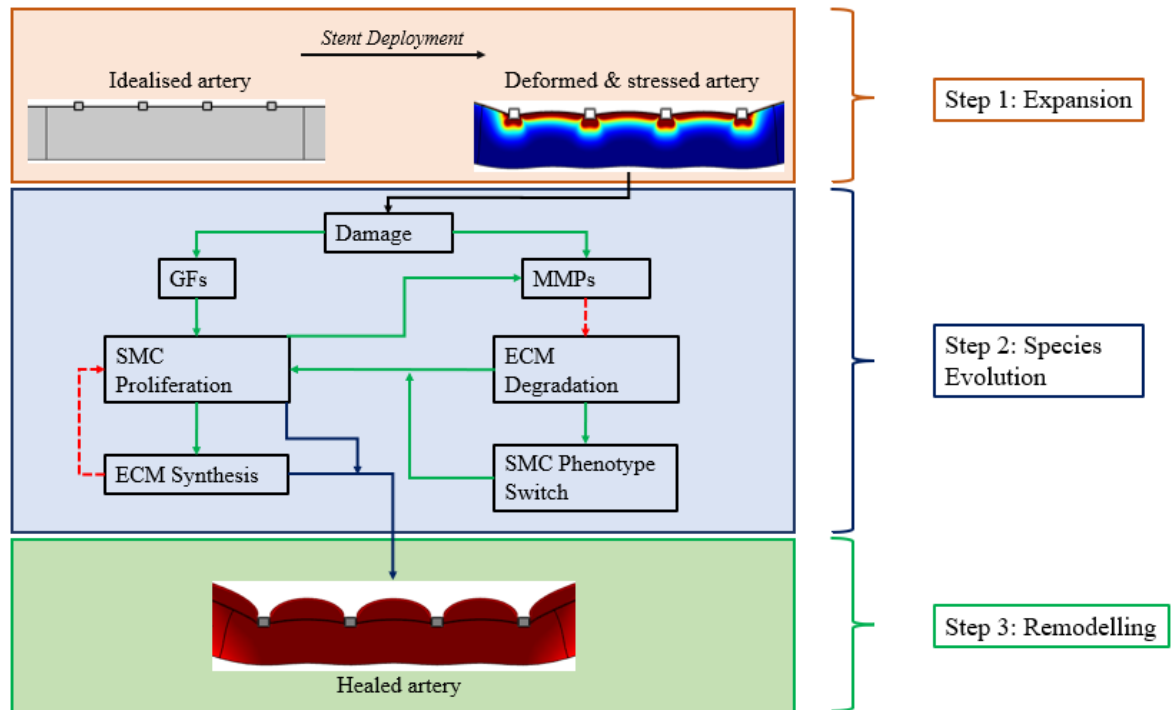 Stent Deployment
Idealised artery
Deformed & stressed artery
Step 1: Expansion
Damage
GFs
MMPs
SMC
Proliferation
ECM
Degradation
Step 2: Species
Evolution
ECM Synthesis
SMC Phenotype
Switch
Healed artery
Step 3: Remodelling